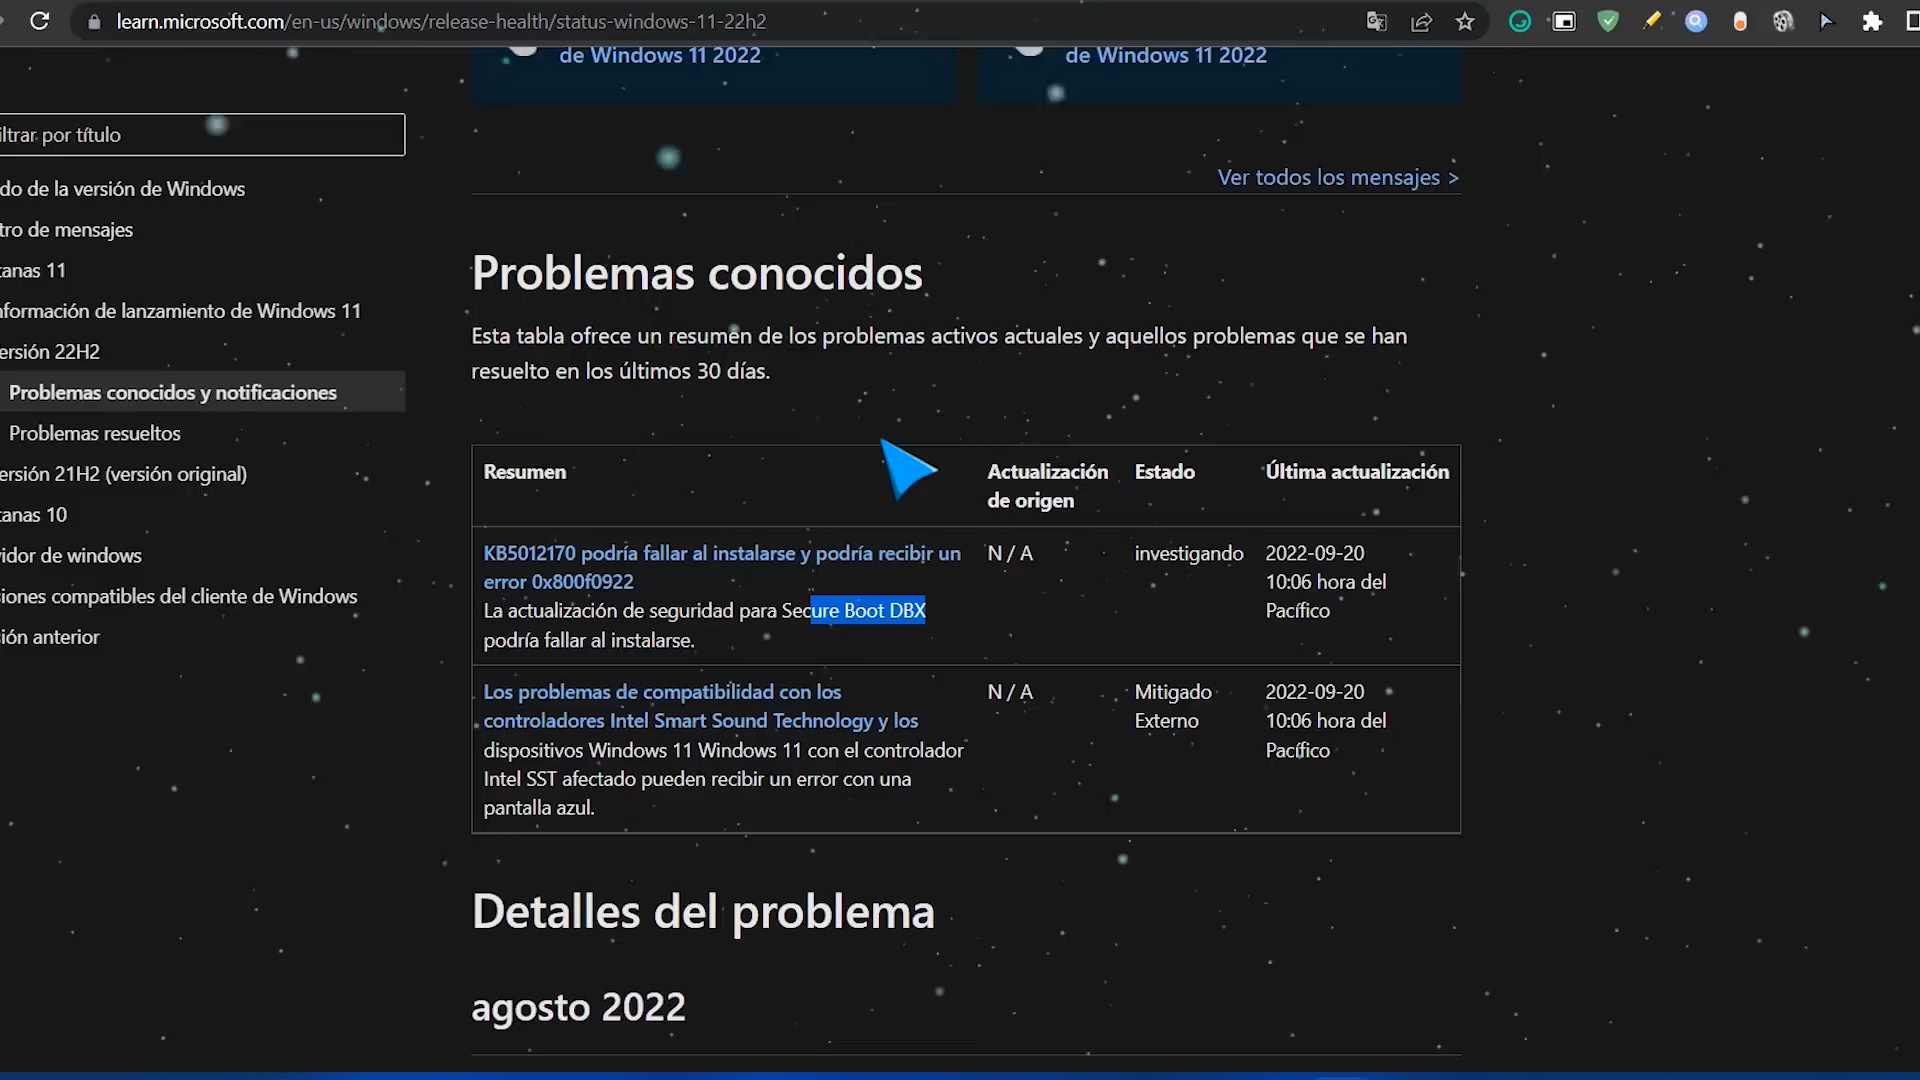 learn.microsoft.com/en-us/windows/release-health/status-windows-11-22h2
de Windows 11 2022
de Windows 11 2022
iltrar por título
do de la versión de Windows
tro de mensajes
tanas 11
nformación de lanzamiento de Windows 11
ersión 22H2
Problemas conocidos y notificaciones
Problemas resueltos
ersión 21H2 (versión original)
tanas 10
vidor de windows
siones compatibles del cliente de Windows
sión anterior
Ver todos los mensajes >
Problemas conocidos
Esta tabla ofrece un resumen de los problemas activos actuales y aquellos problemas que se han
resuelto en los últimos 30 días.
Resumen
Actualización
de origen
Estado
Última actualización
KB5012170 podría fallar al instalarse y podría recibir un
error 0x800f0922
La actualización de seguridad para Secure Boot DBX
podría fallar al instalarse.
N / A
investigando
2022-09-20
10:06 hora del
Pacífico
Los problemas de compatibilidad con los
controladores Intel Smart Sound Technology y los
dispositivos Windows 11 Windows 11 con el controlador
Intel SST afectado pueden recibir un error con una
pantalla azul.
N / A
Mitigado
Externo
2022-09-20
10:06 hora del
Pacífico
Detalles del problema
agosto 2022